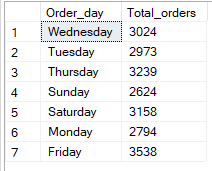 Order_day Total_orders
1 Wednesday 3024
2 Tuesday 2973
3 Thursday 3239
4 Sunday 2624
5 Saturday 3158
6 Monday 2794
7 Friday 3538